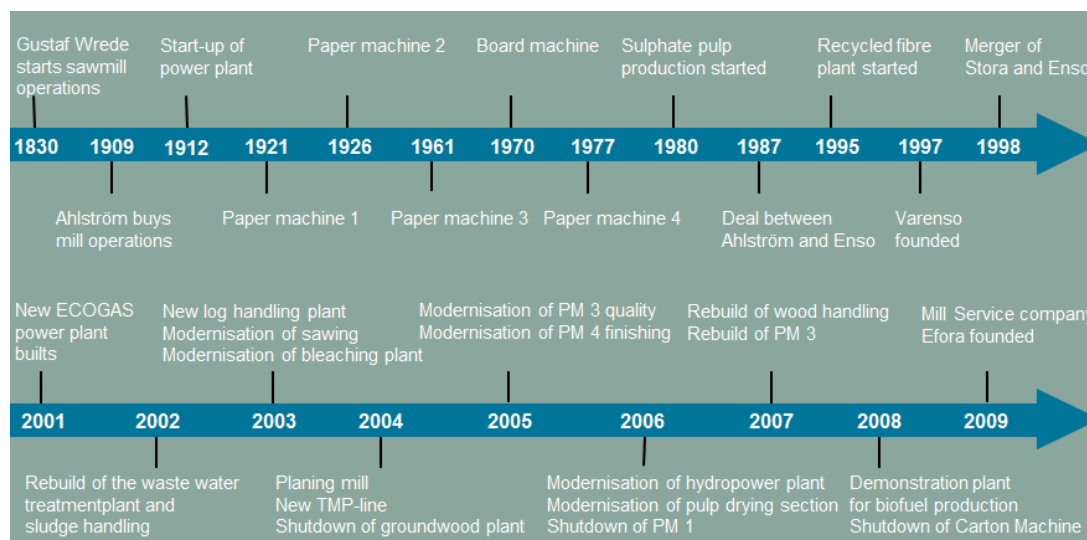 Gustaf Wrede
starts sawmill
operations
Start-up of
power plant
Paper machine 2
Board machine
Sulphate pulp
production started
Recycled fibre
plant started
Merger of
Stora and Enso
1830 1909 1912 1921 1926 1961 1970 1977 1980 1987 1995 1997 1998
Ahlström buys
mill operations
Paper machine 1
Paper machine 3
Paper machine 4
Deal between
Ahlström and Enso
Varenso
founded
New ECOGAS
power plant
builts
New log handling plant
Modernisation of sawing
Modernisation of bleaching plant
Modernisation of PM 3 quality
Modernisation of PM 4 finishing
Rebuild of wood handling
Rebuild of PM 3
Mill Service company
Efora founded
2001 2002 2003 2004 2005 2006 2007 2008 2009
Rebuild of the waste water
treatmentplant and
sludge handling
Planing mill
New TMP-line
Shutdown of groundwood plant
Modernisation of hydropower plant
Modernisation of pulp drying section
Shutdown of PM 1
Demonstration plant
for biofuel production
Shutdown of Carton Machine